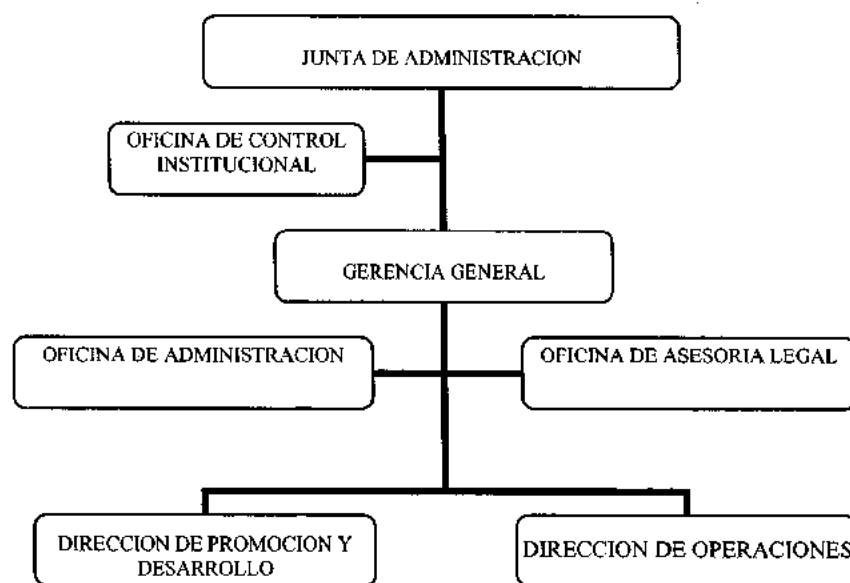 JUNTA DE ADMINISTRACION
OFICINA DE CONTROL
INSTITUCIONAL
GERENCIA GENERAL
OFICINA DE ADMINISTRACION
OFICINA DE ASESORIA LEGAL
DIRECCION DE PROMOCION Y
DESARROLLO
DIRECCION DE OPERACIONES